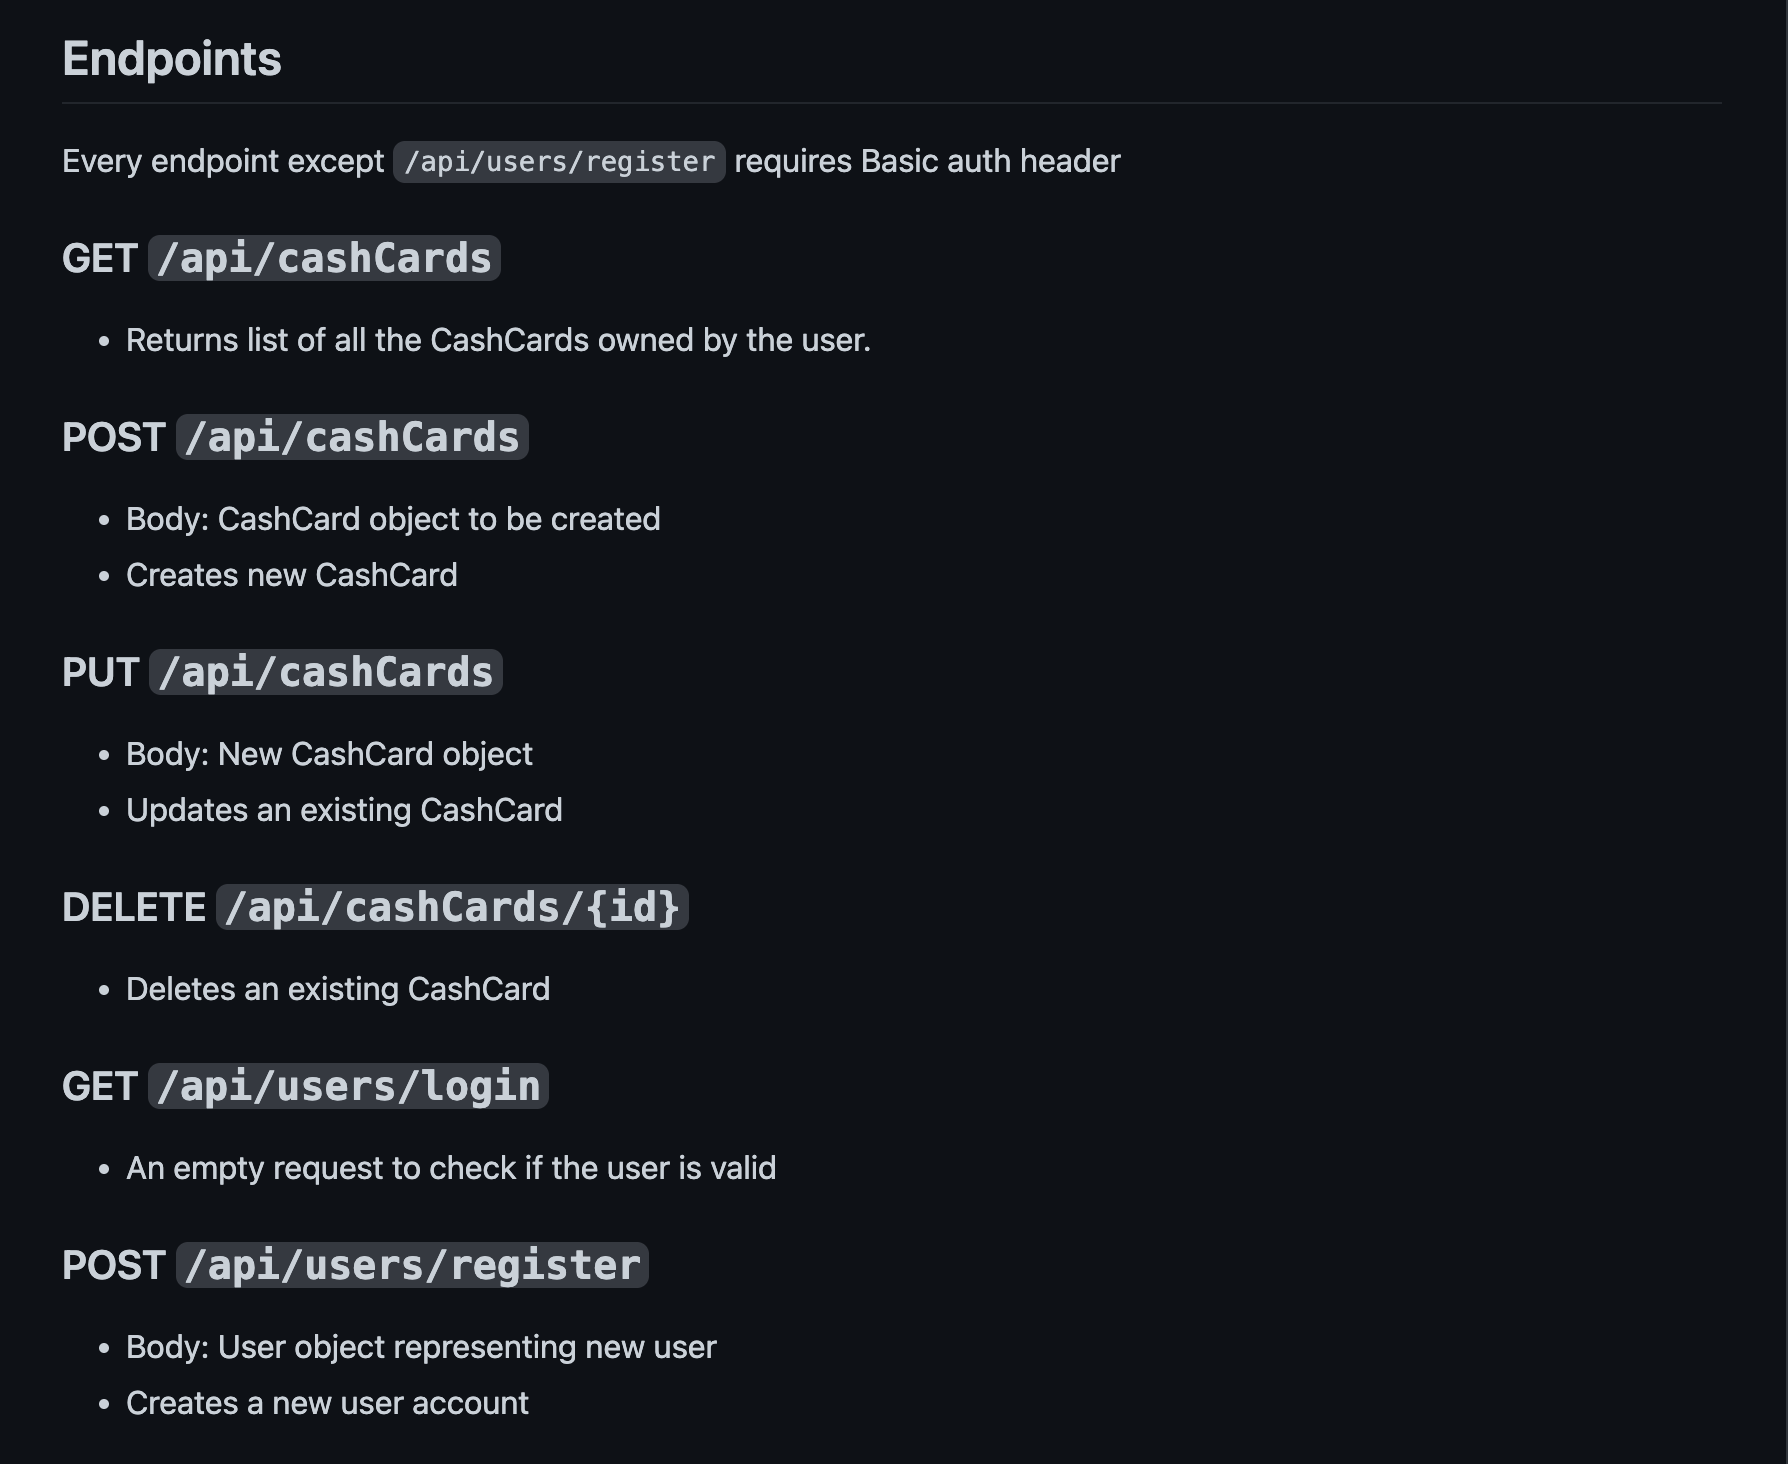 Endpoints
Every endpoint except /api/users/register requires Basic auth header
GET /api/cashCards
• Returns list of all the CashCards owned by the user.
POST /api/cashCards
• Body: CashCard object to be created
• Creates new CashCard
PUT /api/cashCards
• Body: New CashCard object
• Updates an existing CashCard
DELETE /api/cashCards/{id}
• Deletes an existing CashCard
GET /api/users/login
• An empty request to check if the user is valid
POST /api/users/register
• Body: User object representing new user
• Creates a new user account